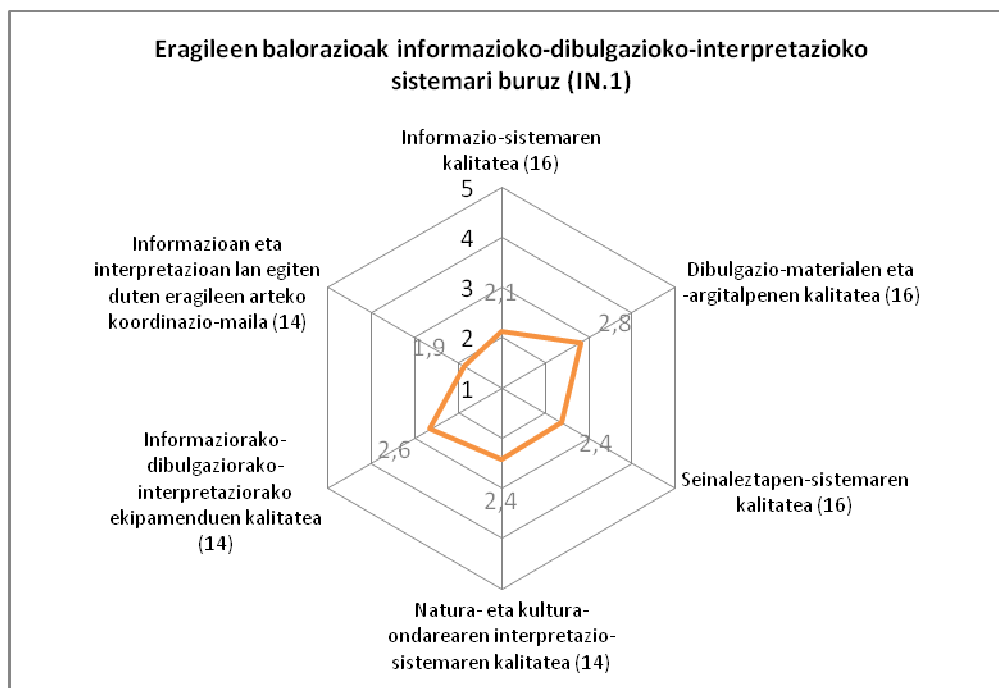 Eragileen balorazioak informazioko-dibulgazioko-interpretazioko
sistemari buruz (IN.1)
Informazio-sistemaren
kalitatea (16)
5
4
3
2
1
2,1
Dibulgazio-materialen eta
-argitalpenen kalitatea (16)
2,8
Seinaleztapen-sistemaren
kalitatea (16)
2,4
Natura- eta kultura-
ondarearen interpretazio-
sistemaren kalitatea (14)
2,4
Informaziorako-
dibulgaziorako-
interpretaziorako
ekipamenduen kalitatea
(14)
2,6
Informazioan eta
interpretazioan lan egiten
duten eragileen arteko
koordinazio-maila (14)
1,9